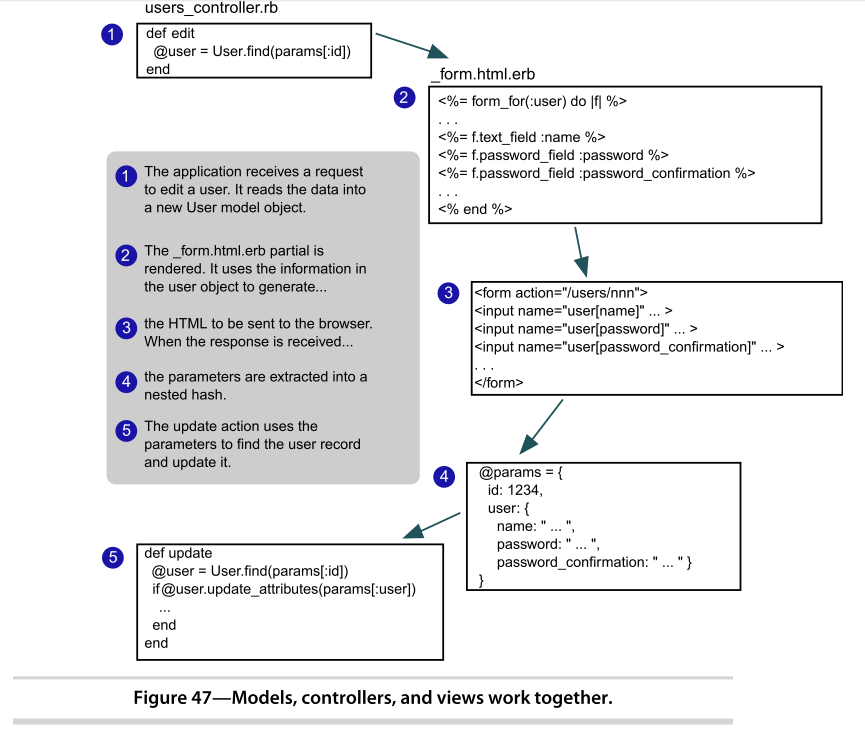 users_controller.rb
1
def edit
@user = User.find(params[:id])
end
_form.html.erb
2
<%= form_for(:user) do |f| %>
. . .
<%= f.text_field :name %>
<%= f.password_field :password %>
<%= f.password_field :password_confirmation %>
. . .
<% end %>
1
The application receives a request
to edit a user. It reads the data into
a new User model object.
2
The _form.html.erb partial is
rendered. It uses the information in
the user object to generate...
3
the HTML to be sent to the browser.
When the response is received...
4
the parameters are extracted into a
nested hash.
5
The update action uses the
parameters to find the user record
and update it.
3
<form action="/users/nnn">
<input name="user[name]" ... >
<input name="user[password]" ... >
<input name="user[password_confirmation]" ... >
. . .
</form>
4
@params = {
id: 1234,
user: {
name: " ... ",
password: " ... ",
password_confirmation: " ... " }
}
5
def update
@user = User.find(params[:id])
if @user.update_attributes(params[:user])
...
end
end
Figure 47—Models, controllers, and views work together.